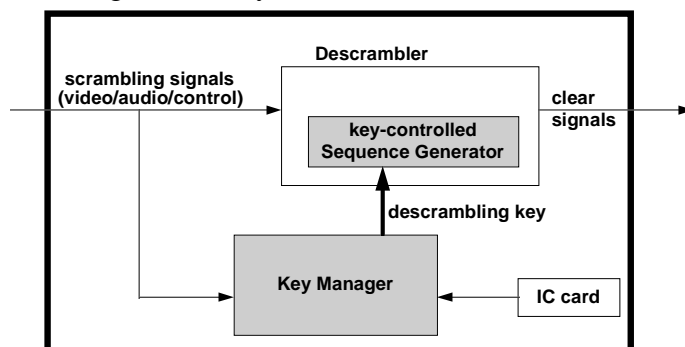 Descrambler
scrambling signals
(video/audio/control)
clear
signals
key-controlled
Sequence Generator
descrambling key
Key Manager
IC card